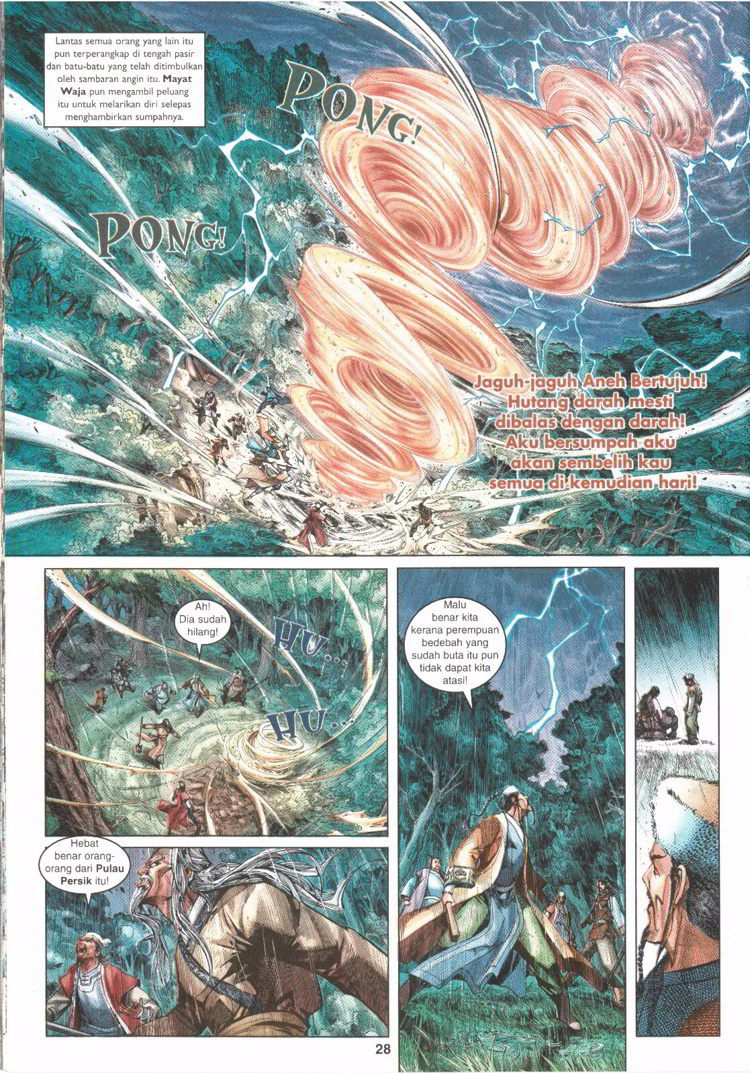 Lantas semua orang yang lain itu
pun terperangkap di tengah pasir
dan batu-batu yang telah ditimbulkan
oleh sambaran angin itu. Mayat
Waja pun mengambil peluang
itu untuk melarikan diri selepas
menghambirkan sumpahnya.
PONG!
PONG!
Jaguh-jaguh Aneh Bertujuh!
Hutang darah mesti
dibalas dengan darah!
Aku bersumpah aku
akan sembelih kau
semua di kemudian hari!
Ah!
Dia sudah
hilang!
HU...
HU...
Hebat
benar orang-
orang dari Pulau
Persik itu!
Malu
benar kita
kerana perempuan
bedebah yang
sudah buta itu pun
tidak dapat kita
atasi!
28